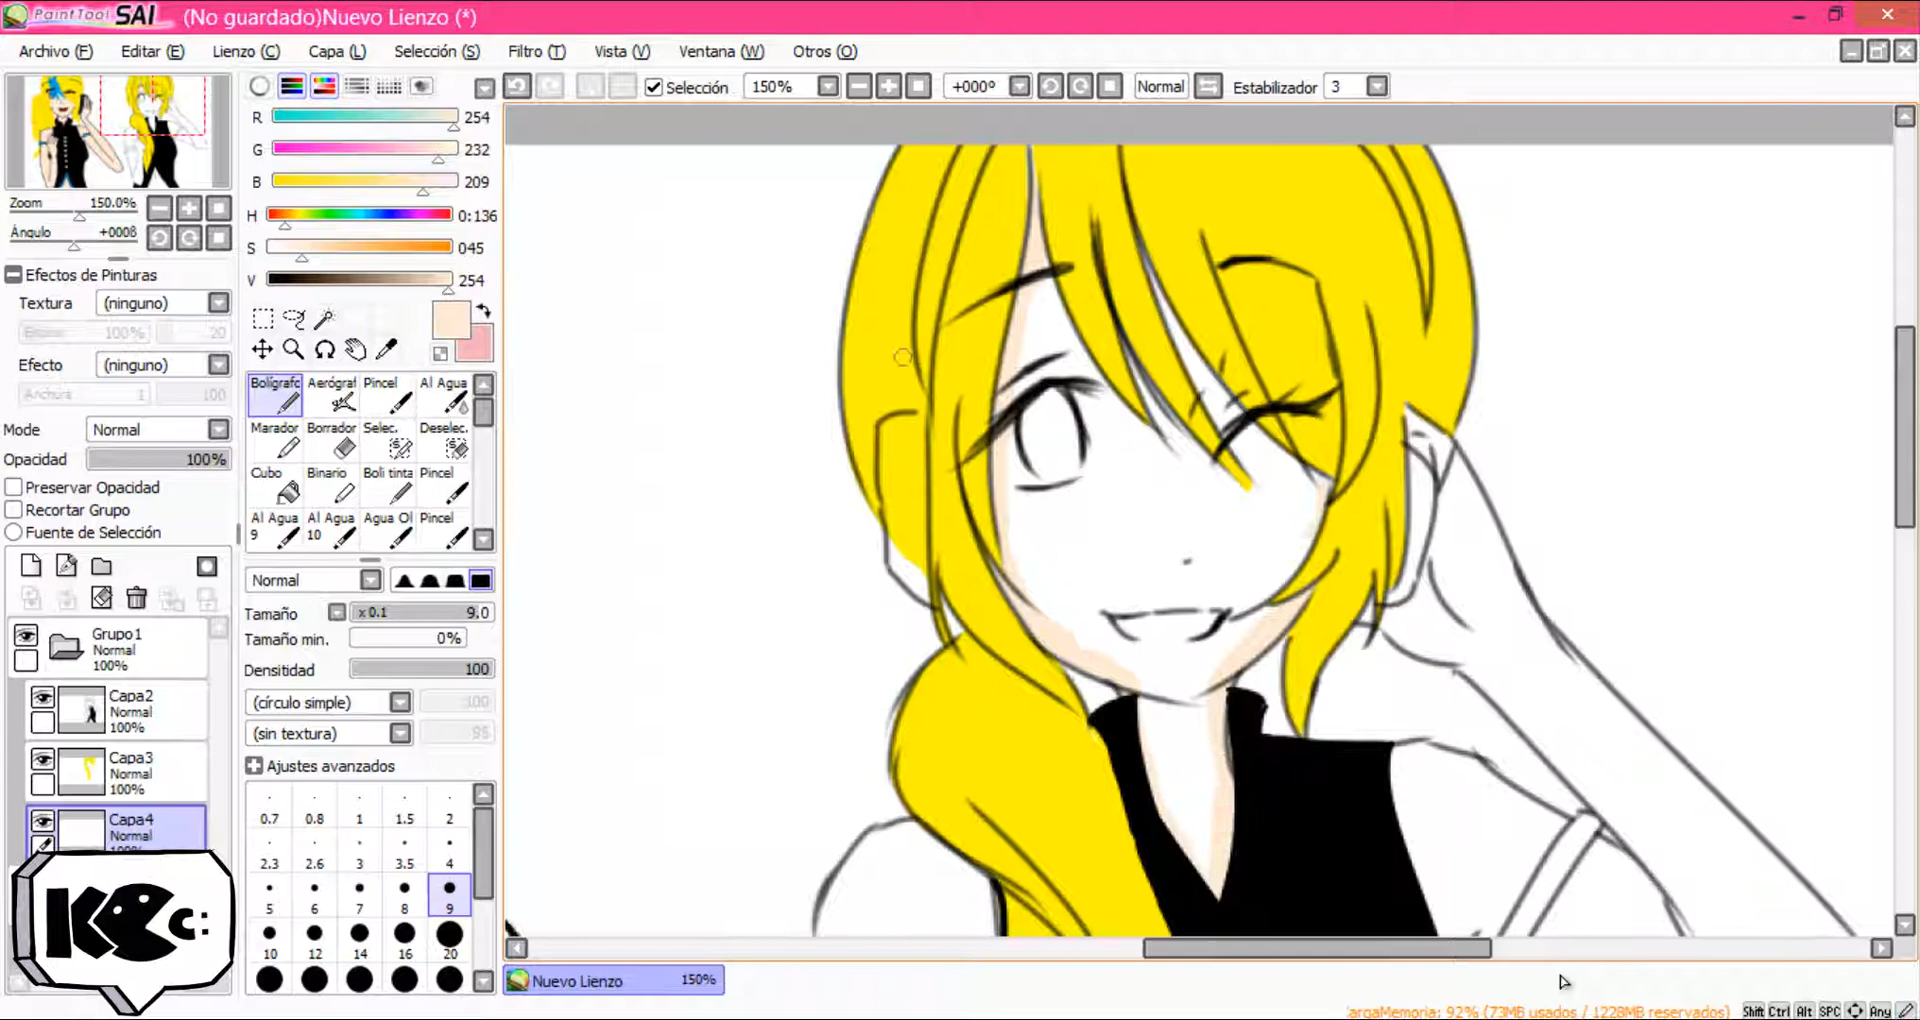 PaintTool SAI (No guardado)Nuevo Lienzo (*)
Archivo (F) Editar (E) Lienzo (C) Capa (L) Selección (S) Filtro (T) Vista (V) Ventana (W) Otros (O)
Selección 150% +000º Normal Estabilizador 3
R 254
G 232
B 209
H 0:136
S 045
V 254
Zoom 150.0%
Ángulo +000ß
Efectos de Pinturas
Textura (ninguno)
100% 20
Efecto (ninguno)
Anchura 1 100
Mode Normal
Opacidad 100%
Preservar Opacidad
Recortar Grupo
Fuente de Selección
Grupo1
Normal
100%
Capa2
Normal
100%
Capa3
Normal
100%
Capa4
Normal
Bolígrafc Aerógraf Pincel Al Agua
Marador Borrador Selec. Deselec.
Cubo Binario Boli tinta Pincel
Al Agua 9 Al Agua 10 Agua Ol Pincel
Normal
Tamaño x 0.1 9.0
Tamaño min. 0%
Densitidad 100
(círculo simple) 100
(sin textura) 95
Ajustes avanzados
0.7 0.8 1 1.5 2
2.3 2.6 3 3.5 4
5 6 7 8 9
10 12 14 16 20
K c:
Nuevo Lienzo 150%
argaMemoria: 92% (73MB usados / 1228MB reservados)
Shift Ctrl Alt SPC Any